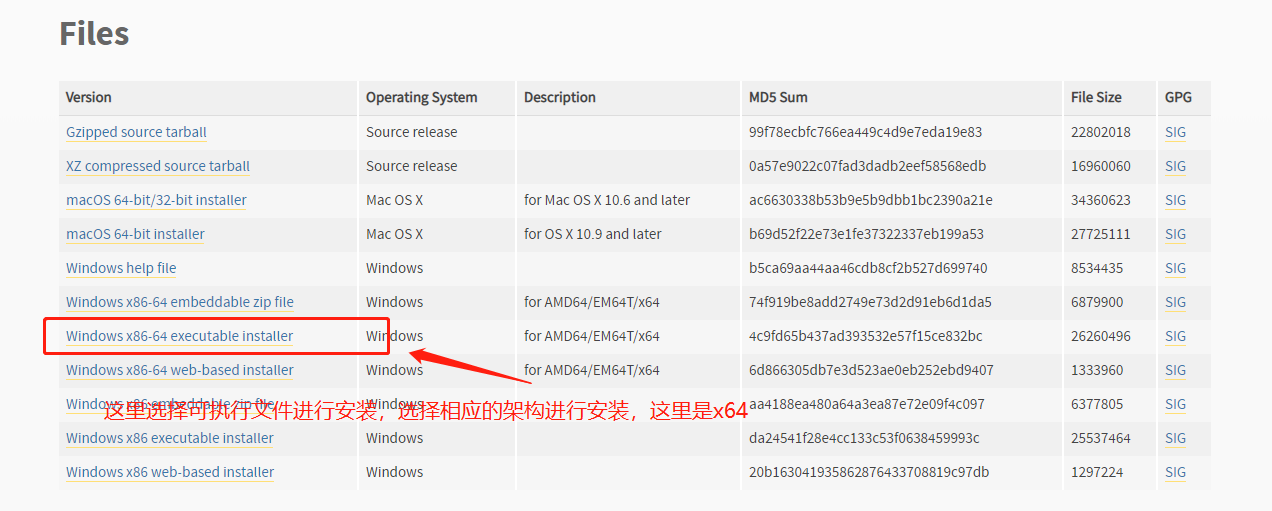 Files
Version Operating System Description MD5 Sum File Size GPG
Gzipped source tarball Source release 99f78ecbfc766ea449c4d9e7eda19e83 22802018 SIG
XZ compressed source tarball Source release 0a57e9022c07fad3dadb2eef58568edb 16960060 SIG
macOS 64-bit/32-bit installer Mac OS X for Mac OS X 10.6 and later ac6630338b53b9e5b9dbb1bc2390a21e 34360623 SIG
macOS 64-bit installer Mac OS X for OS X 10.9 and later b69d52f22e73e1fe37322337eb199a53 27725111 SIG
Windows help file Windows b5ca69aa44aa46cdb8cf2b527d699740 8534435 SIG
Windows x86-64 embeddable zip file Windows for AMD64/EM64T/x64 74f919be8add2749e73d2d91eb6d1da5 6879900 SIG
Windows x86-64 executable installer Windows for AMD64/EM64T/x64 4c9fd65b437ad393532e57f15ce832bc 26260496 SIG
Windows x86-64 web-based installer Windows for AMD64/EM64T/x64 6d866305db7e3d523ae0eb252ebd9407 1333960 SIG
Windows x86 embeddable zip file Windows aa4188ea480a64a3ea87e72e09f4c097 6377805 SIG
这里选择可执行文件进行安装，选择相应的架构进行安装，这里是x64
Windows x86 executable installer Windows da24541f28e4cc133c53f0638459993c 25537464 SIG
Windows x86 web-based installer Windows 20b163041935862876433708819c97db 1297224 SIG